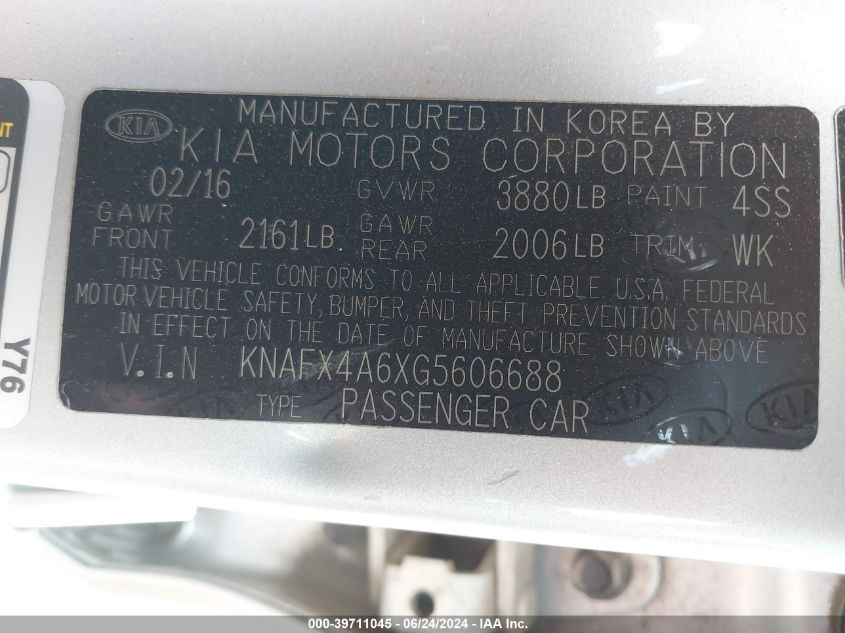 KIA
MANUFACTURED IN KOREA BY
KIA MOTORS CORPORATION
02/16 GVWR 3880LB PAINT 4SS
GAWR FRONT 2161LB GAWR REAR 2006LB TRIM WK
THIS VEHICLE CONFORMS TO ALL APPLICABLE U.S.A. FEDERAL
MOTOR VEHICLE SAFETY, BUMPER, AND THEFT PREVENTION STANDARDS
IN EFFECT ON THE DATE OF MANUFACTURE SHOWN ABOVE.
V.I.N KNAFX4A6XG5606688
TYPE PASSENGER CAR
KIA
KIA
KIA
Y76
000-39711045 - 06/24/2024 - IAA Inc.